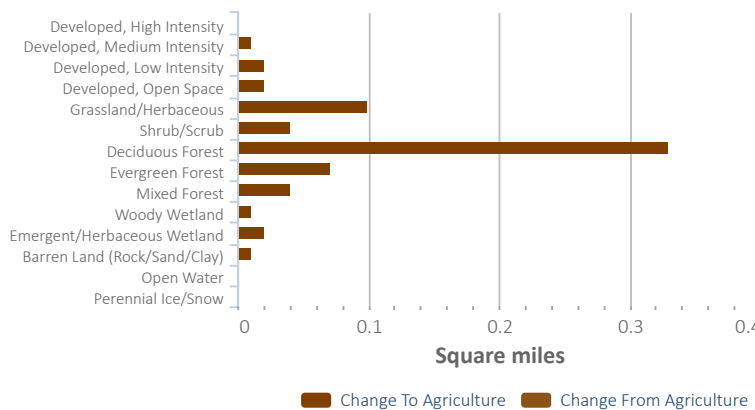 Developed, High Intensity
Developed, Medium Intensity
Developed, Low Intensity
Developed, Open Space
Grassland/Herbaceous
Shrub/Scrub
Deciduous Forest
Evergreen Forest
Mixed Forest
Woody Wetland
Emergent/Herbaceous Wetland
Barren Land (Rock/Sand/Clay)
Open Water
Perennial Ice/Snow
0 0.1 0.2 0.3 0.4
Square miles
Change To Agriculture Change From Agriculture